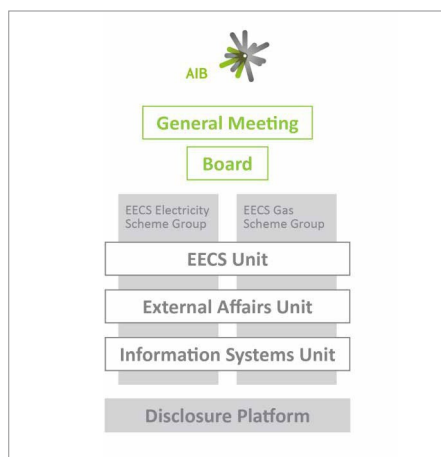 AIB
General Meeting
Board
EECS Electricity
Scheme Group
EECS Gas
Scheme Group
EECS Unit
External Affairs Unit
Information Systems Unit
Disclosure Platform